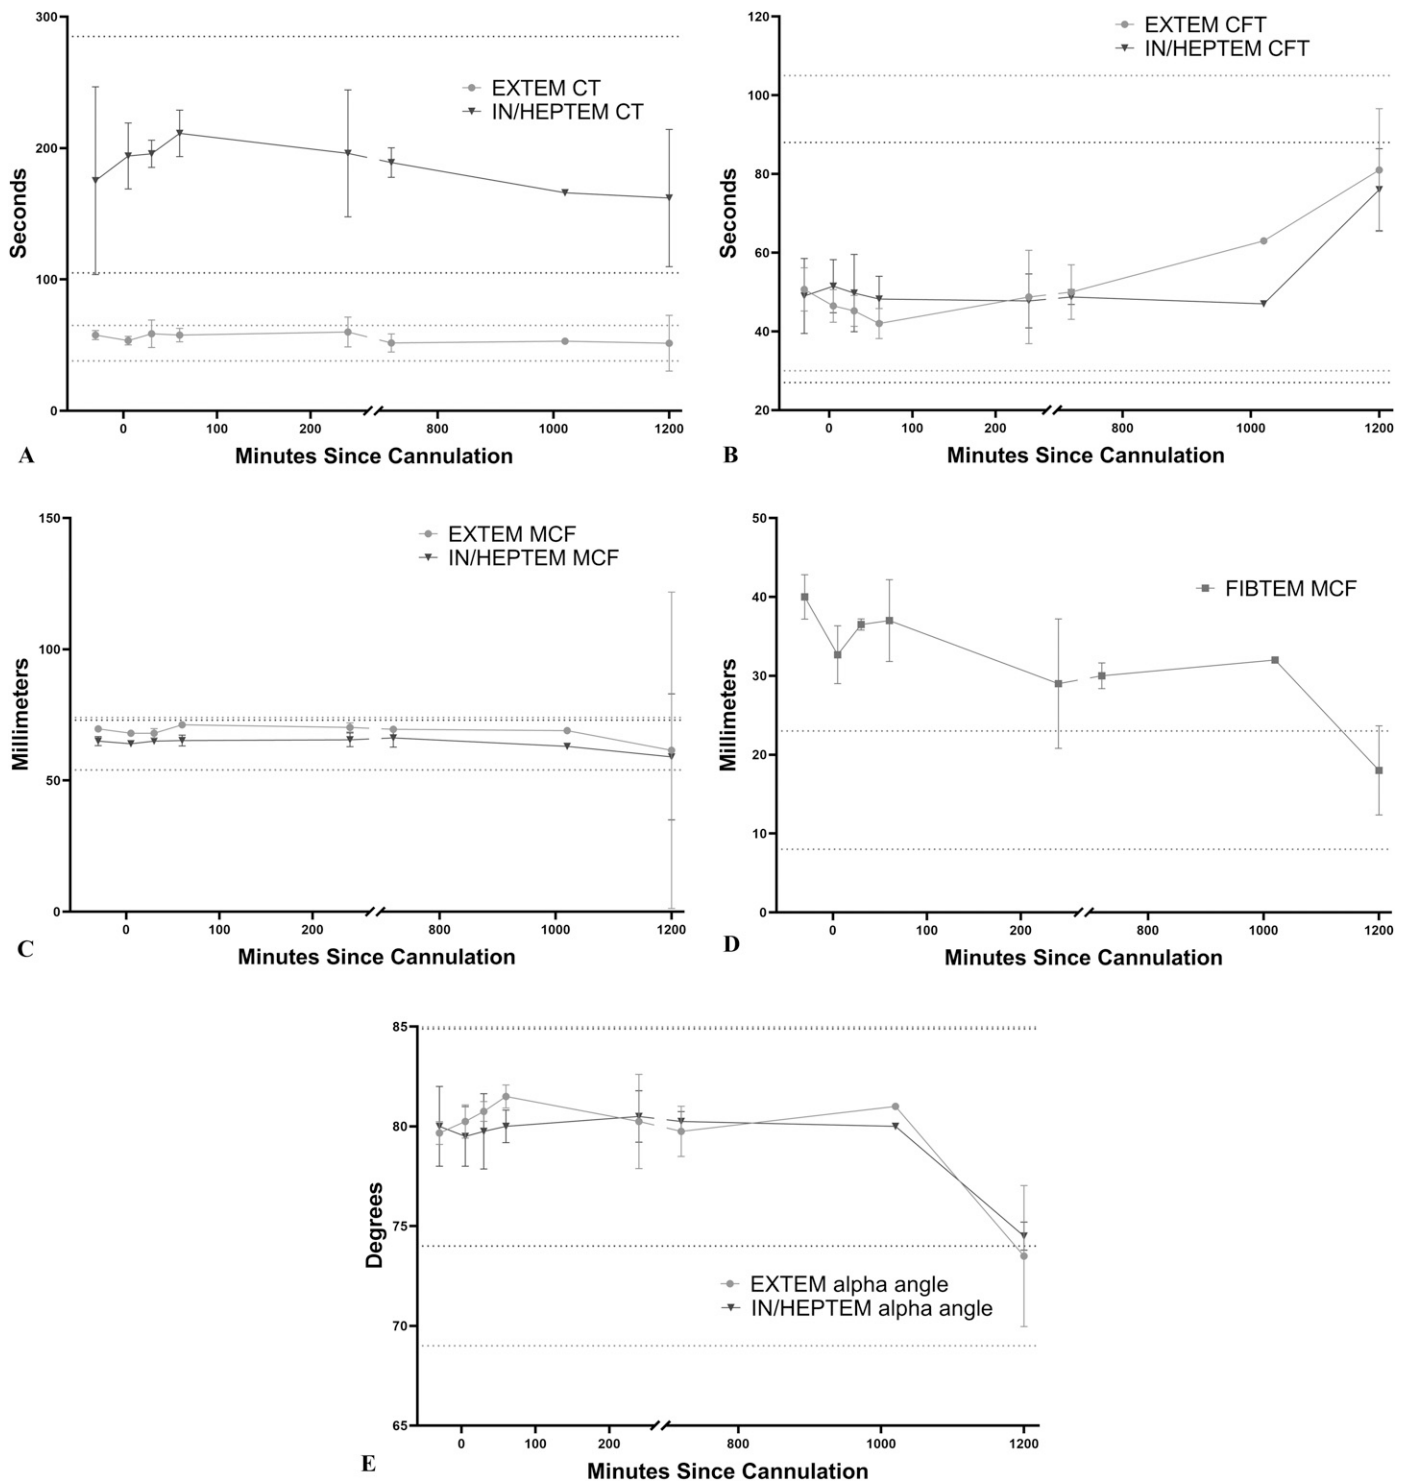 300
200
100
0
Seconds
EXTEM CT
IN/HEPTEM CT
0 100 200 800 1000 1200
Minutes Since Cannulation
A
120
100
80
60
40
20
Seconds
EXTEM CFT
IN/HEPTEM CFT
0 100 200 800 1000 1200
Minutes Since Cannulation
B
150
100
50
0
Millimeters
EXTEM MCF
IN/HEPTEM MCF
0 100 200 800 1000 1200
Minutes Since Cannulation
C
50
40
30
20
10
0
Millimeters
FIBTEM MCF
0 100 200 800 1000 1200
Minutes Since Cannulation
D
85
80
75
70
65
Degrees
EXTEM alpha angle
IN/HEPTEM alpha angle
0 100 200 800 1000 1200
Minutes Since Cannulation
E